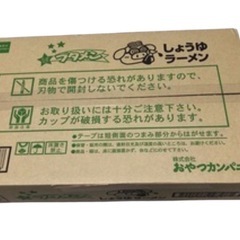 ブタメン
しょうゆ
ラーメン
商品を傷つける恐れがありますので、
刃物で開封しないでください。
お取り扱いには十分ご注意下さい。
カップが破損する恐れがあります。
●テープは短側面のつまみ部分からはがせます。
株式会社
おやつカンパニ